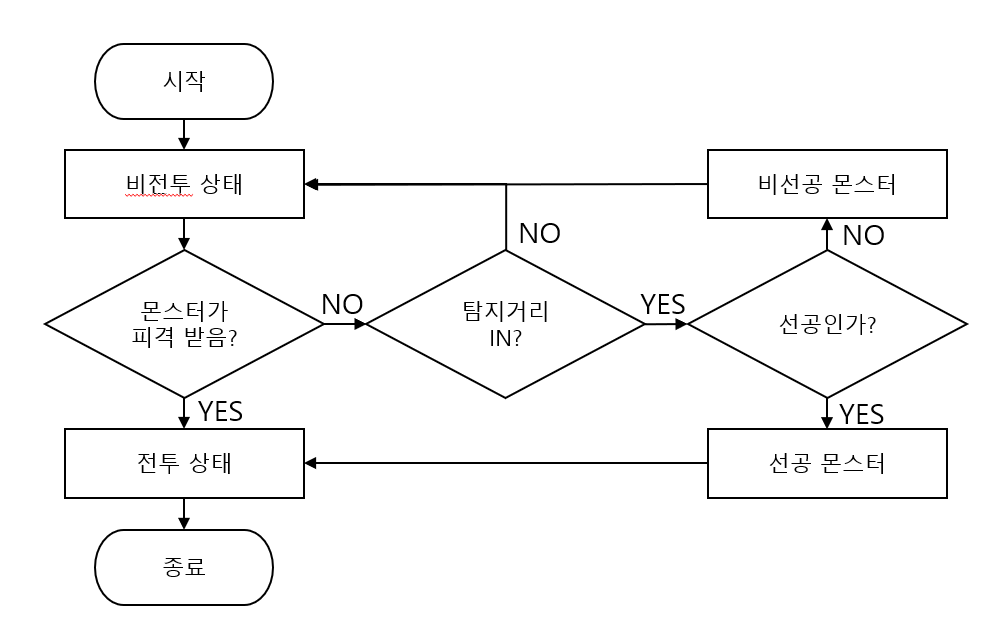 시작
비전투 상태
비선공 몬스터
NO
NO
몬스터가
피격 받음?
NO
탐지거리
IN?
YES
선공인가?
YES
YES
전투 상태
선공 몬스터
종료